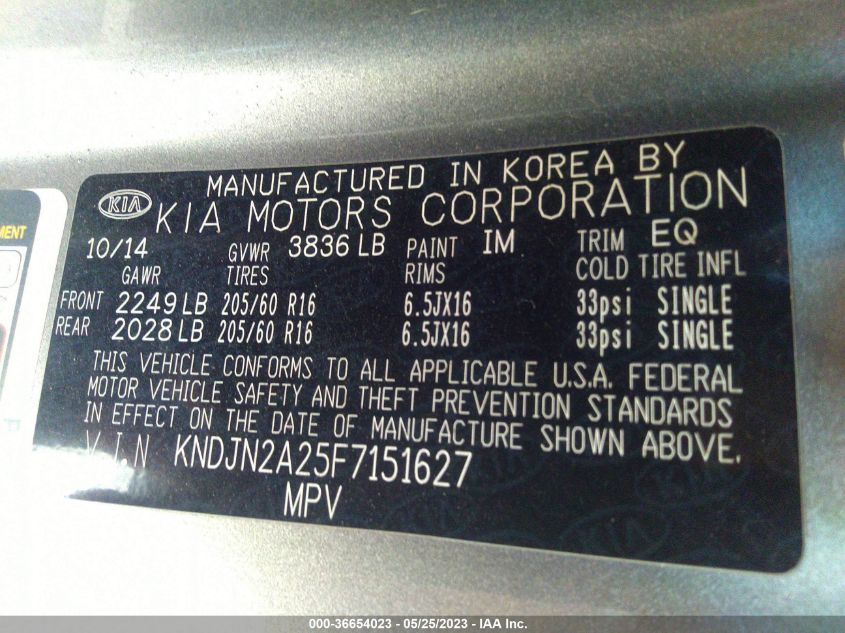 MENT
MANUFACTURED IN KOREA BY
KIA KIA MOTORS CORPORATION
10/14 GVWR 3836 LB PAINT IM TRIM EQ
GAWR TIRES RIMS COLD TIRE INFL
FRONT 2249 LB 205/60 R16 6.5JX16 33psi SINGLE
REAR 2028 LB 205/60 R16 6.5JX16 33psi SINGLE
THIS VEHICLE CONFORMS TO ALL APPLICABLE U.S.A. FEDERAL
MOTOR VEHICLE SAFETY AND THEFT PREVENTION STANDARDS
IN EFFECT ON THE DATE OF MANUFACTURE SHOWN ABOVE.
V.I.N KNDJN2A25F7151627
MPV
000-36654023 - 05/25/2023 - IAA Inc.